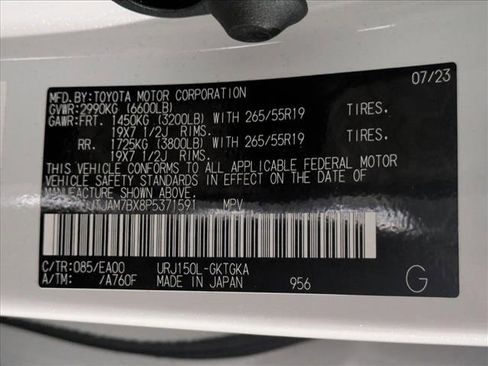 07/23
MFD.BY:TOYOTA MOTOR CORPORATION
GVWR:2990KG (6600LB)
GAWR:FRT. 1450KG (3200LB) WITH 265/55R19 TIRES.
19X7 1/2J RIMS.
RR. 1725KG (3800LB) WITH 265/55R19 TIRES.
19X7 1/2J RIMS.
THIS VEHICLE CONFORMS TO ALL APPLICABLE FEDERAL MOTOR
VEHICLE SAFETY STANDARDS IN EFFECT ON THE DATE OF
MANUFACTURE SHOWN ABOVE.
JTJAM7BX8P5371591 MPV
C/TR:085/EA00 URJ150L-GKTGKA
A/TM: /A760F MADE IN JAPAN 956 G